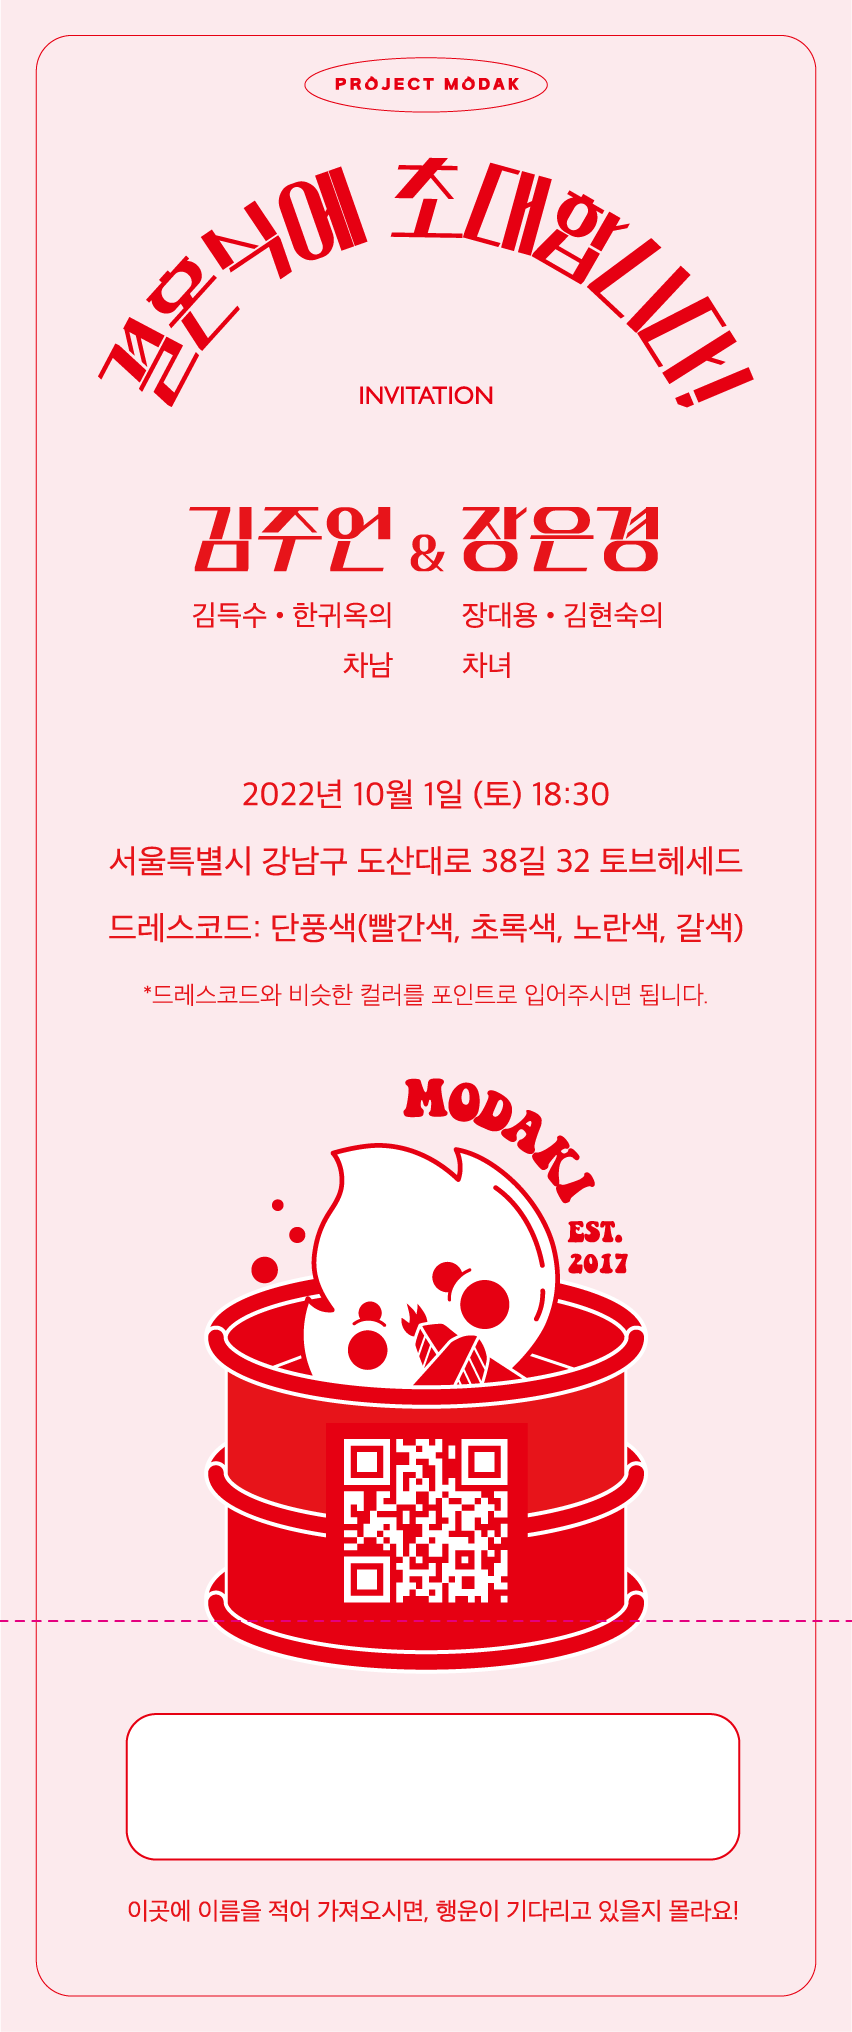 PROJECT MODAK
결혼식에 초대합니다!
INVITATION
김주언 & 장은경
김득수 • 한귀옥의 장대용 • 김현숙의
차남 차녀
2022년 10월 1일 (토) 18:30
서울특별시 강남구 도산대로 38길 32 토브헤세드
드레스코드: 단풍색(빨간색, 초록색, 노란색, 갈색)
*드레스코드와 비슷한 컬러를 포인트로 입어주시면 됩니다.
MODAKI
EST.
2017
이곳에 이름을 적어 가져오시면, 행운이 기다리고 있을지 몰라요!